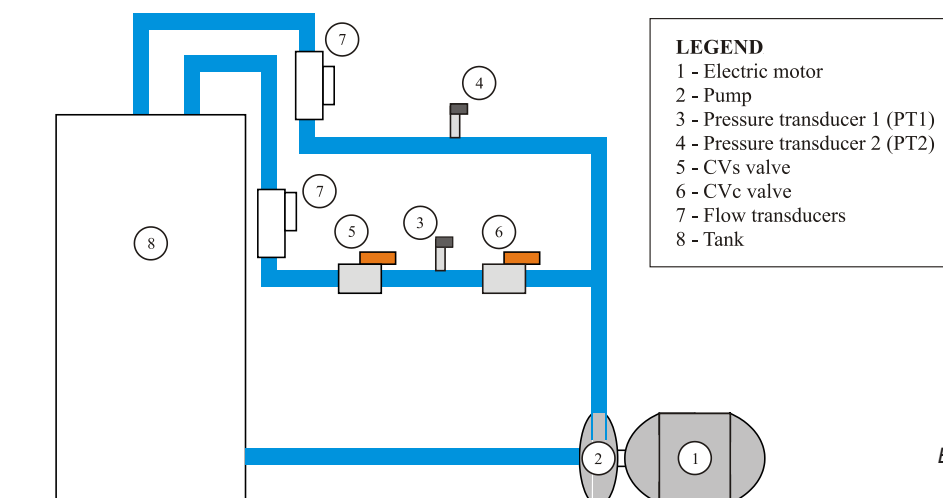 7
4
LEGEND
1 - Electric motor
2 - Pump
3 - Pressure transducer 1 (PT1)
4 - Pressure transducer 2 (PT2)
5 - CVs valve
6 - CVc valve
7 - Flow transducers
8 - Tank
7
3
5
6
8
2
1